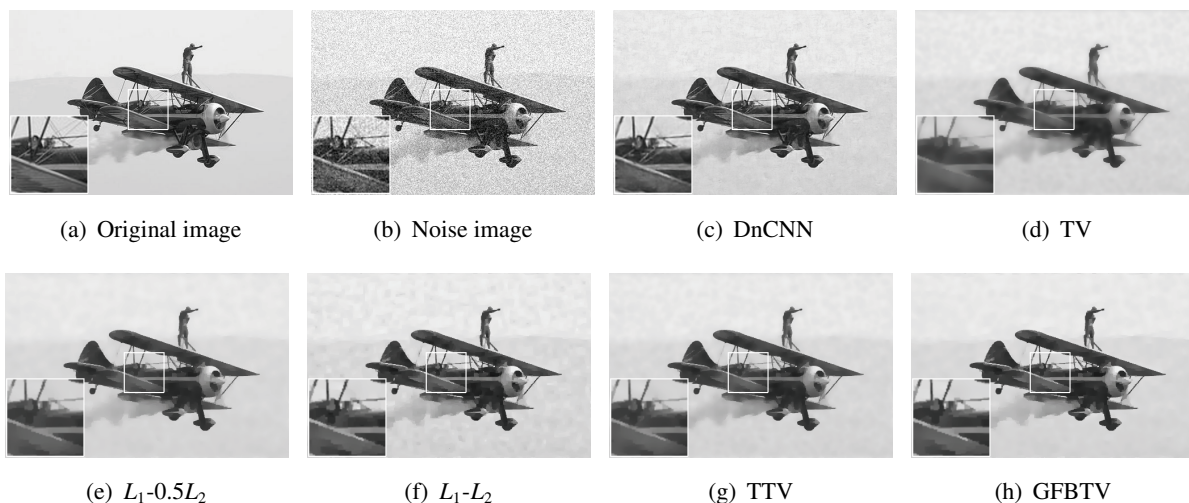 (a) Original image
(b) Noise image
(c) DnCNN
(d) TV
(e) L₁-0.5L₂
(f) L₁-L₂
(g) TTV
(h) GFBTV